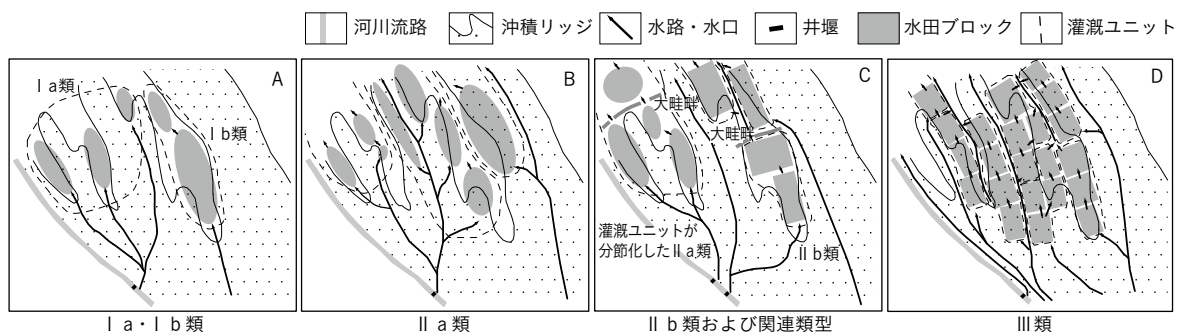 河川流路 沖積リッジ 水路・水口 井堰 水田ブロック 灌漑ユニット
A
Ⅰa類
Ⅰb類
B
C
大畦畔
大畦畔
灌漑ユニットが
分節化したⅡa類
Ⅱb類
D
Ⅰa・Ⅰb類 Ⅱa類 Ⅱb類および関連類型 Ⅲ類